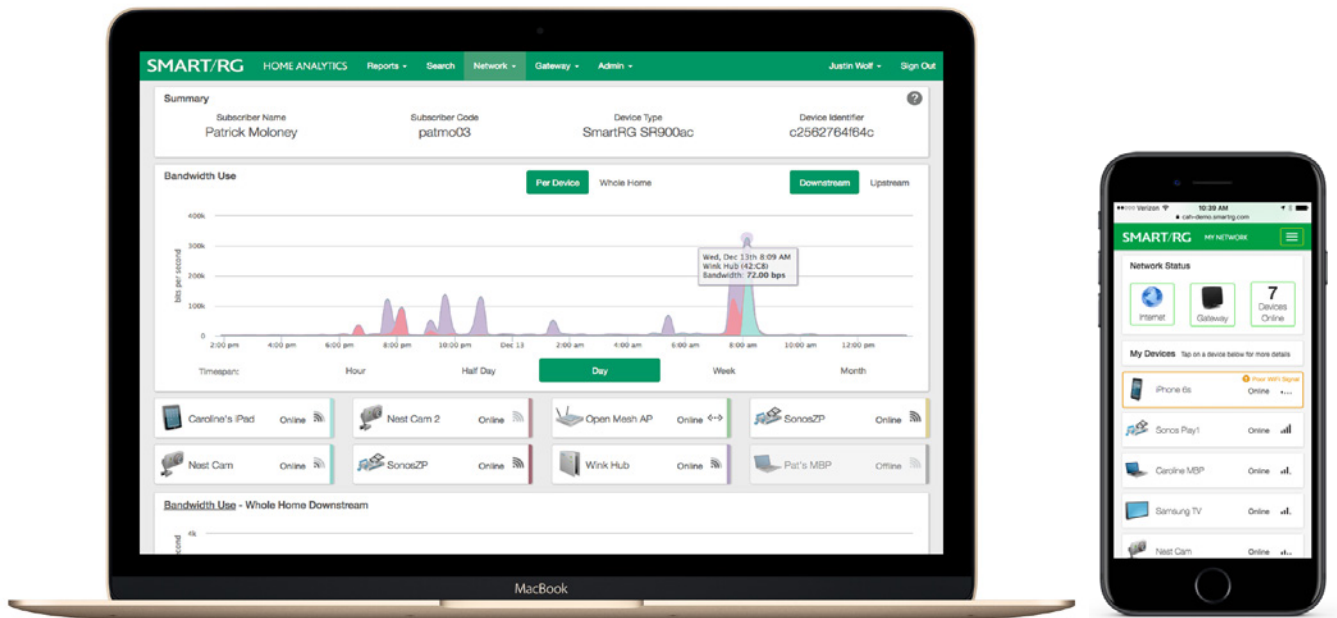 SMART/RG HOME ANALYTICS Reports Search Network Gateway Admin Justin Wolf Sign Out
Summary
Subscriber Name Subscriber Code Device Type Device Identifier
Patrick Moloney patmo03 SmartRG SR900ac c2562764f64c
Bandwidth Use Per Device Whole Home Downstream Upstream
400k
300k
200k
100k
0
bits per second
Wed, Dec 13th 8:09 AM
Wink Hub (42:C8)
Bandwidth: 72.00 bps
2:00 pm 4:00 pm 6:00 pm 8:00 pm 10:00 pm Dec 13 2:00 am 4:00 am 6:00 am 8:00 am 10:00 am 12:00 pm
Timespan: Hour Half Day Day Week Month
Caroline's iPad Online Nest Cam 2 Online Open Mesh AP Online SonosZP Online
Nest Cam Online SonosZP Online Wink Hub Online Pat's MBP Offline
Bandwidth Use - Whole Home Downstream
4k
second
MacBook
Verizon 10:39 AM
cah-demo.smartrg.com
SMART/RG MY NETWORK
Network Status
Internet Gateway 7 Devices Online
My Devices Tap on a device below for more details
Poor WiFi Signal
iPhone 6s Online
Sonos Play1 Online
Caroline MBP Online
Samsung TV Online
Nest Cam Online